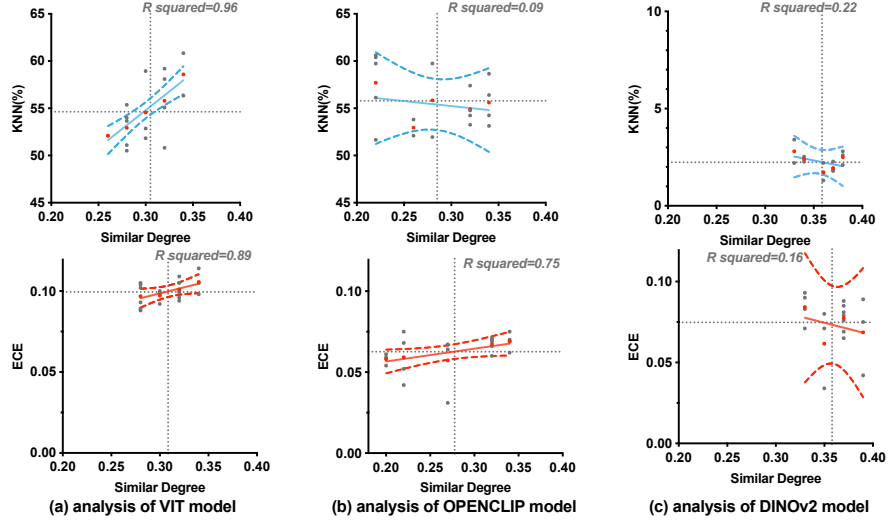 R squared=0.96
65
60
55
50
45
KNN(%)
0.20
0.25
0.30
0.35
0.40
Similar Degree
R squared=0.09
65
60
55
50
45
KNN(%)
0.20
0.25
0.30
0.35
0.40
Similar Degree
R squared=0.22
10
8
6
4
2
0
KNN(%)
0.20
0.25
0.30
0.35
0.40
Similar Degree
R squared=0.89
0.10
0.05
0.00
ECE
0.20
0.25
0.30
0.35
0.40
Similar Degree
R squared=0.75
0.10
0.05
0.00
ECE
0.20
0.25
0.30
0.35
0.40
Similar Degree
R squared=0.16
0.10
0.05
0.00
ECE
0.20
0.25
0.30
0.35
0.40
Similar Degree
(a) analysis of VIT model
(b) analysis of OPENCLIP model
(c) analysis of DINOv2 model